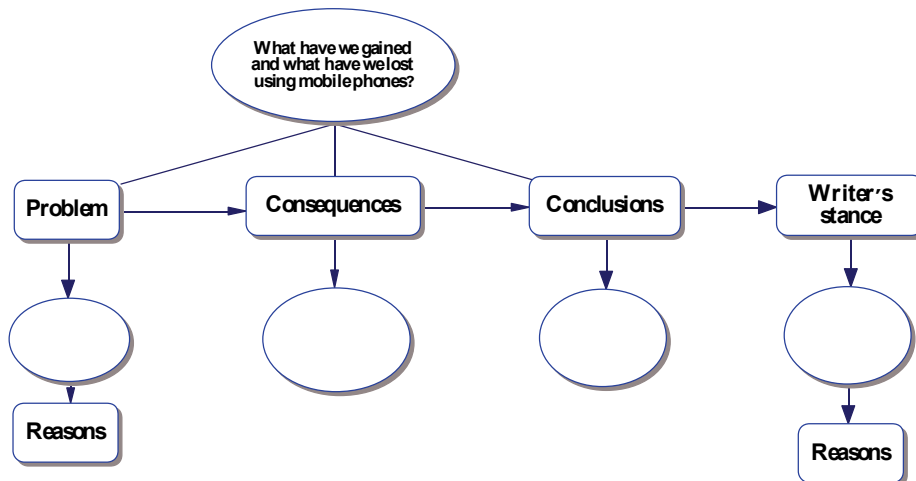 What have we gained
and what have we lost
using mobile phones?
Problem
Consequences
Conclusions
Writer's
stance
Reasons
Reasons